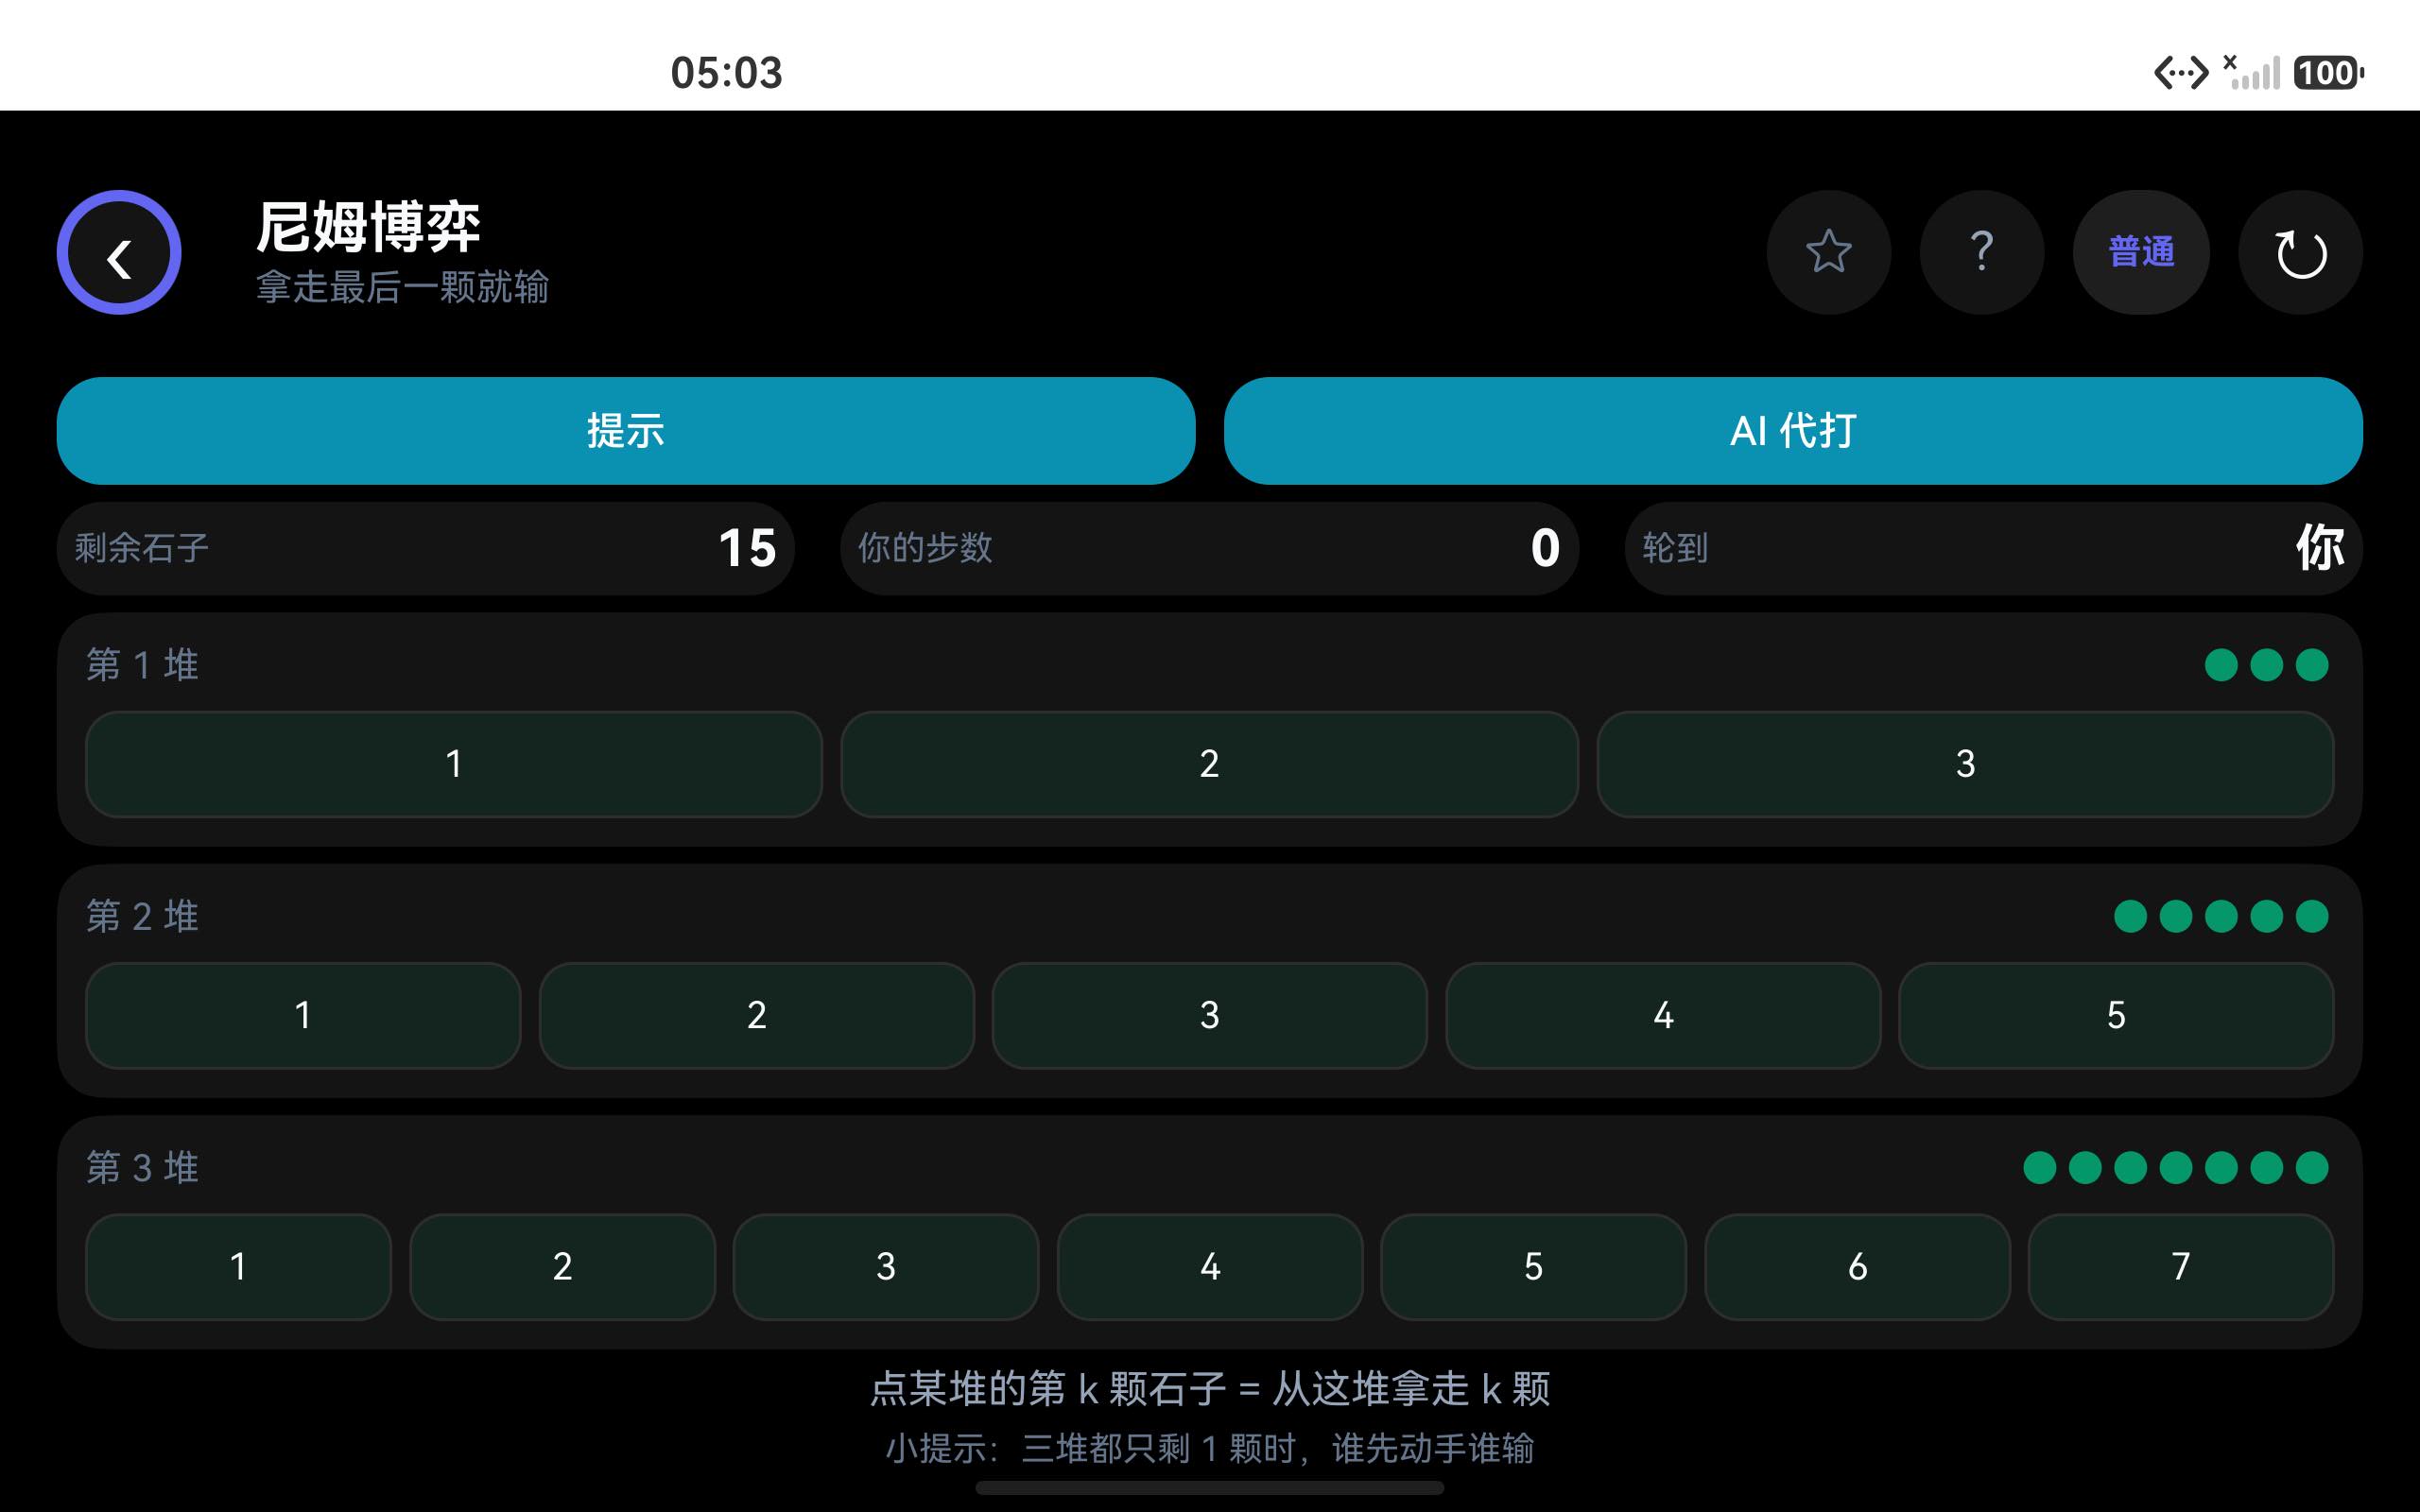 05:03
100
尼姆博弈
拿走最后一颗就输
?
普通
提示
AI 代打
剩余石子 15
你的步数 0
轮到 你
第 1 堆
1 2 3
第 2 堆
1 2 3 4 5
第 3 堆
1 2 3 4 5 6 7
点某堆的第 k 颗石子 = 从这堆拿走 k 颗
小提示：三堆都只剩 1 颗时，谁先动手谁输